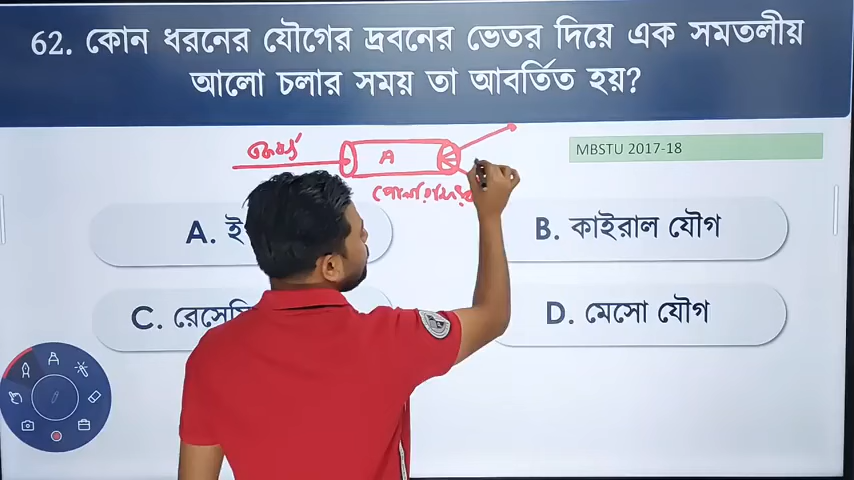 62. কোন ধরনের যৌগের দ্রবনের ভেতর দিয়ে এক সমতলীয়
আলো চলার সময় তা আবর্তিত হয়?
MBSTU 2017-18
A
A. ই
B. কাইরাল যৌগ
C. রেসেমি
D. মেসো যৌগ